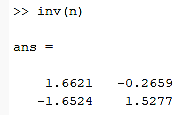 >> inv(n)
ans =
1.6621 -0.2659
-1.6524 1.5277